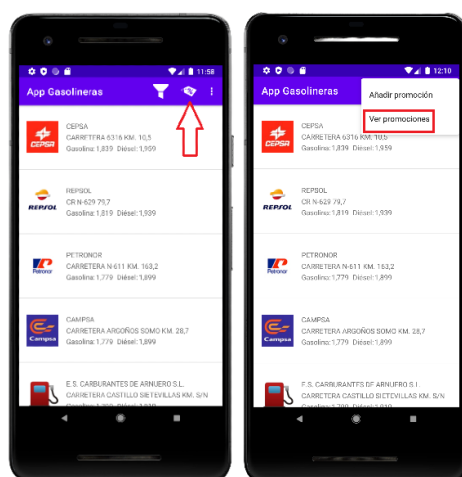 11:58
App Gasolineras
CEPSA
CEPSA
CARRETERA 6316 KM. 10,5
Gasolina: 1,839 Diésel: 1,959
REPSOL
REPSOL
CR N-629 79,7
Gasolina: 1,819 Diésel: 1,939
Petronor
PETRONOR
CARRETERA N-611 KM. 163,2
Gasolina: 1,779 Diésel: 1,899
Campsa
CAMPSA
CARRETERA ARGOÑOS SOMO KM. 28,7
Gasolina: 1,779 Diésel: 1,899
E.S. CARBURANTES DE ARNUERO S.L.
CARRETERA CASTILLO SIETEVILLAS KM. S/N
12:10
App Gasolineras
Añadir promoción
Ver promociones
CEPSA
CEPSA
CARRETERA 6316 KM. 10,5
Gasolina: 1,839 Diésel: 1,959
REPSOL
REPSOL
CR N-629 79,7
Gasolina: 1,819 Diésel: 1,939
Petronor
PETRONOR
CARRETERA N-611 KM. 163,2
Gasolina: 1,779 Diésel: 1,899
Campsa
CAMPSA
CARRETERA ARGOÑOS SOMO KM. 28,7
Gasolina: 1,779 Diésel: 1,899
E.S. CARBURANTES DE ARNUERO S.L.
CARRETERA CASTILLO SIETEVILLAS KM. S/N